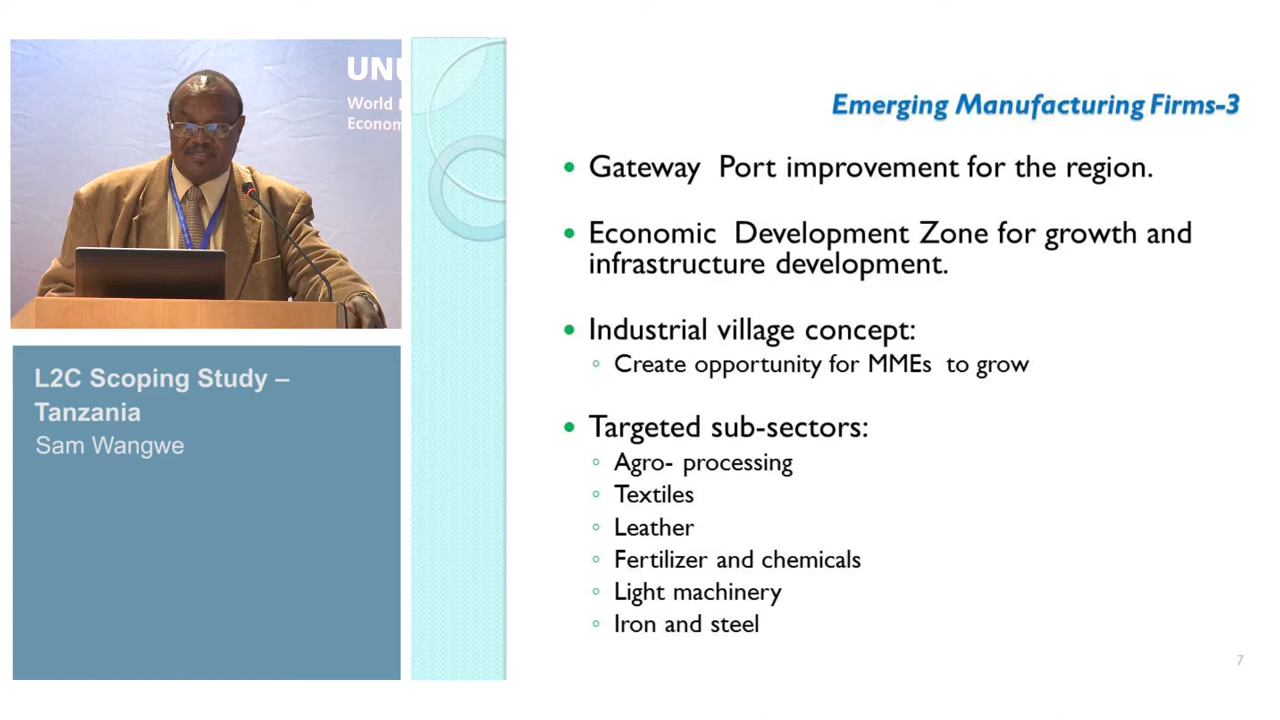 UNU
World
Econom
L2C Scoping Study –
Tanzania
Sam Wangwe
Emerging Manufacturing Firms-3
Gateway Port improvement for the region.
Economic Development Zone for growth and
infrastructure development.
Industrial village concept:
Create opportunity for MMEs to grow
Targeted sub-sectors:
Agro- processing
Textiles
Leather
Fertilizer and chemicals
Light machinery
Iron and steel
7